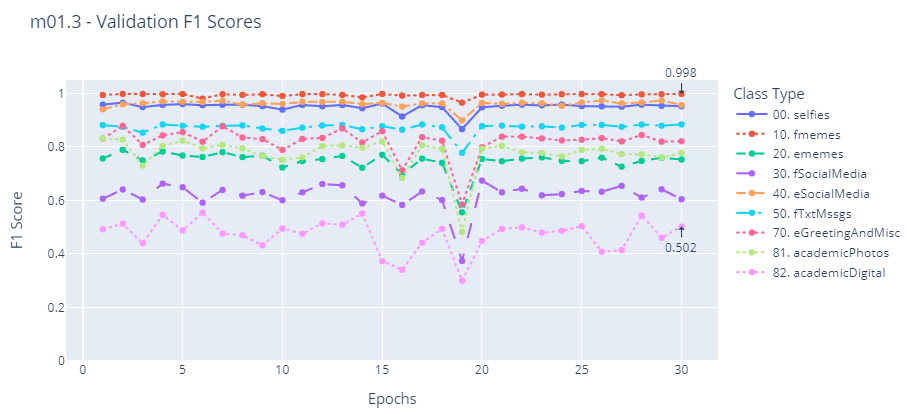 m01.3 - Validation F1 Scores
0.998
1
0.8
0.6
0.4
0.2
0
F1 Score
0.502
0
5
10
15
20
25
30
Epochs
Class Type
00. selfies
10. fmemes
20. ememes
30. fSocialMedia
40. eSocialMedia
50. fTxtMssgs
70. eGreetingAndMisc
81. academicPhotos
82. academicDigital